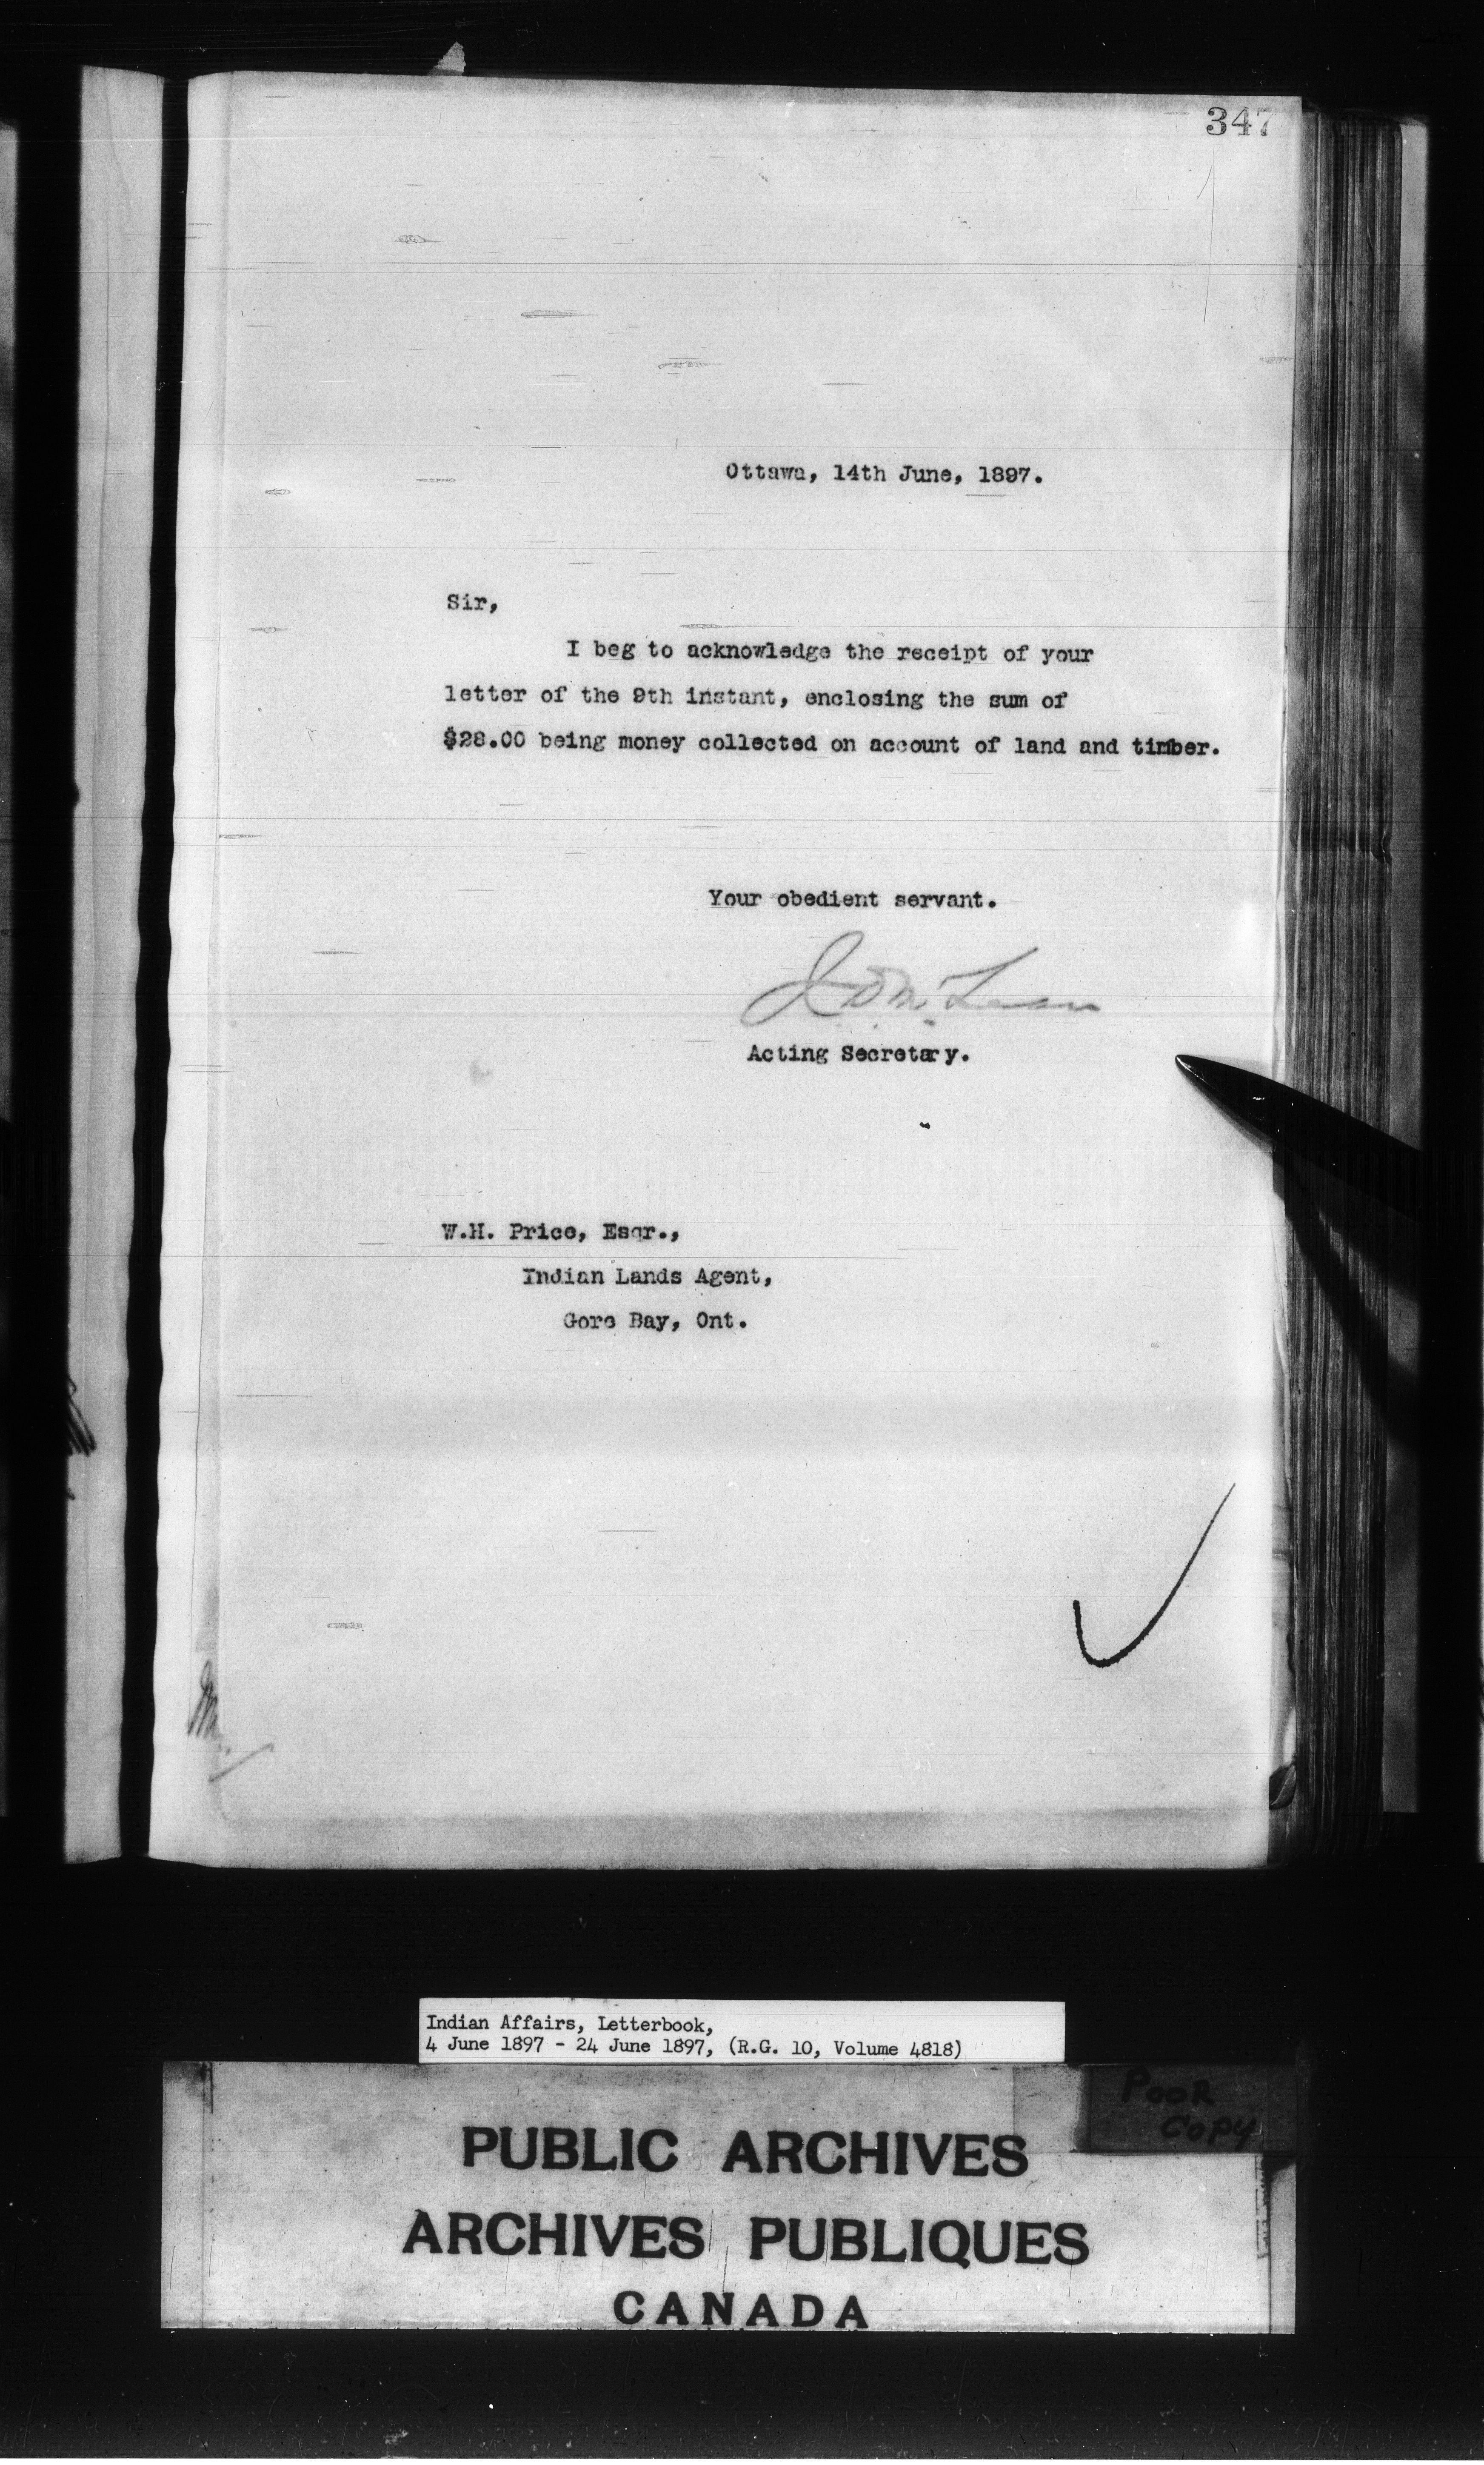 347
Ottawa, 14th June, 1897.
Sir,
I beg to acknowledge the receipt of your
letter of the 9th instant, enclosing the sum of
$28.00 being money collected on account of land and timber.
Your obedient servant.
J D McLean
Acting Secretary.
W.H. Price, Esqr.,
Indian Lands Agent,
Gore Bay, Ont.
Indian Affairs, Letterbook,
4 June 1897 - 24 June 1897, (R.G. 10, Volume 4818)
POOR
COPY
PUBLIC ARCHIVES
ARCHIVES PUBLIQUES
CANADA